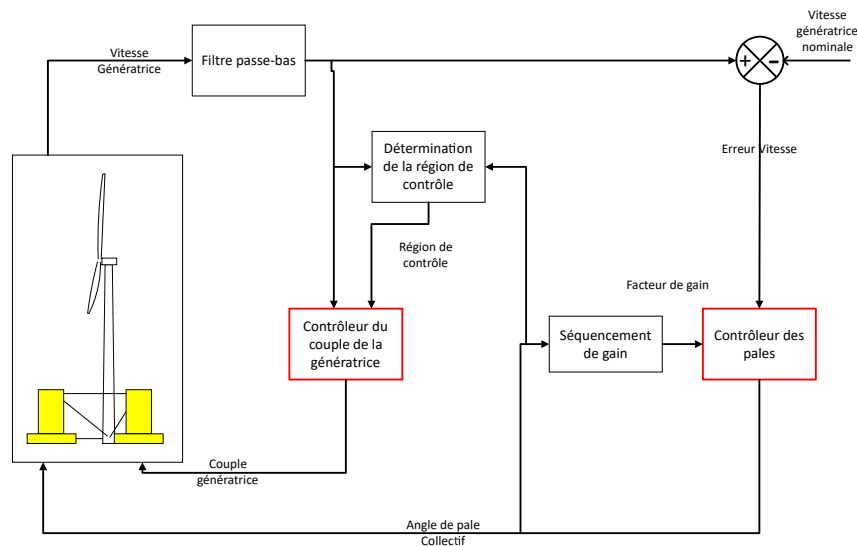 Vitesse
Génératrice
Filtre passe-bas
Vitesse
génératrice
nominale
+
-
Erreur Vitesse
Détermination
de la région de
contrôle
Région de
contrôle
Facteur de gain
Contrôleur du
couple de la
génératrice
Séquencement
de gain
Contrôleur des
pales
Couple
génératrice
Angle de pale
Collectif